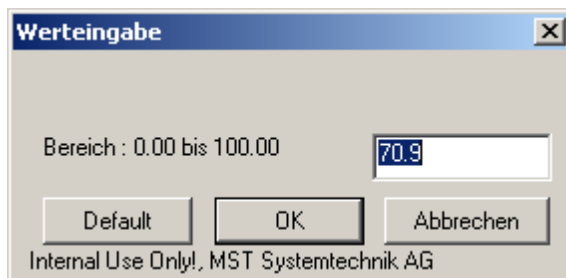 Werteingabe
Bereich : 0.00 bis 100.00 70.9
Default OK Abbrechen
Internal Use Only!, MST Systemtechnik AG